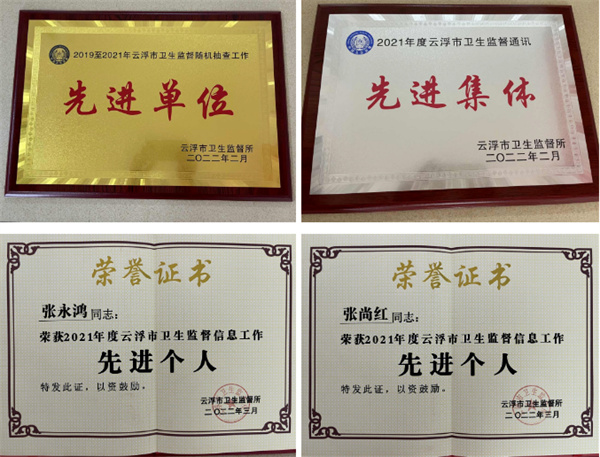 2019至2021年云浮市卫生监督随机抽查工作
先进单位
云浮市卫生监督所
二〇二二年二月
2021年度云浮市卫生监督通讯
先进集体
云浮市卫生监督所
二〇二二年二月
荣誉证书
张永鸿同志:
荣获2021年度云浮市卫生监督信息工作
先进个人
特发此证，以资鼓励。
云浮市卫生监督所
二〇二二年三月
荣誉证书
张尚红同志:
荣获2021年度云浮市卫生监督信息工作
先进个人
特发此证，以资鼓励。
云浮市卫生监督所
二〇二二年三月